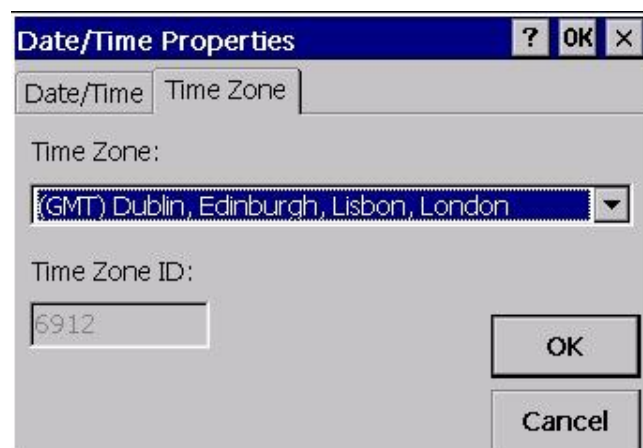 Date/Time Properties ? OK ×
Date/Time Time Zone
Time Zone:
(GMT) Dublin, Edinburgh, Lisbon, London
Time Zone ID:
6912
OK
Cancel